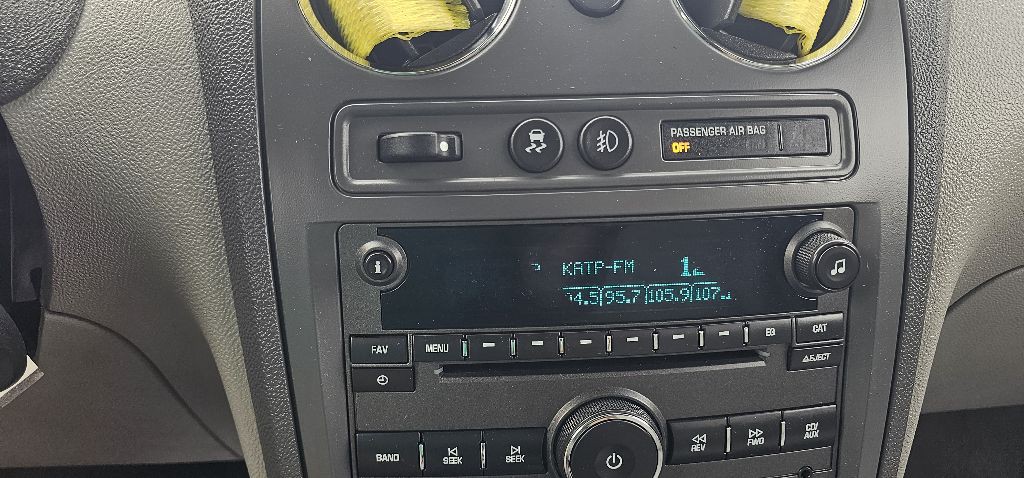 PASSENGER AIR BAG
OFF
i
KATP-FM 1
4.5 95.7 105.9 107
FAV MENU EQ CAT
EJECT
BAND SEEK SEEK REV FWD CD/
AUX